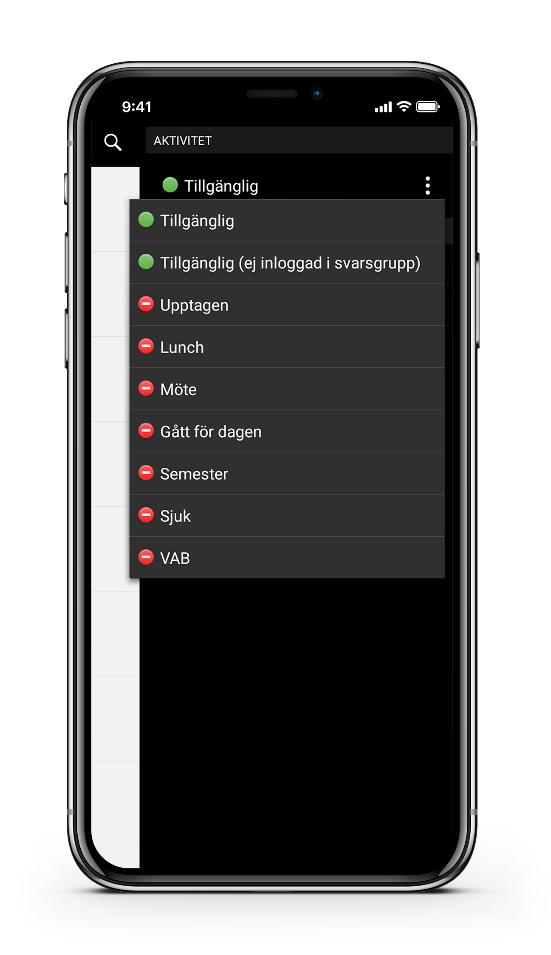 9:41
AKTIVITET
Tillgänglig
Tillgänglig
Tillgänglig (ej inloggad i svarsgrupp)
Upptagen
Lunch
Möte
Gått för dagen
Semester
Sjuk
VAB